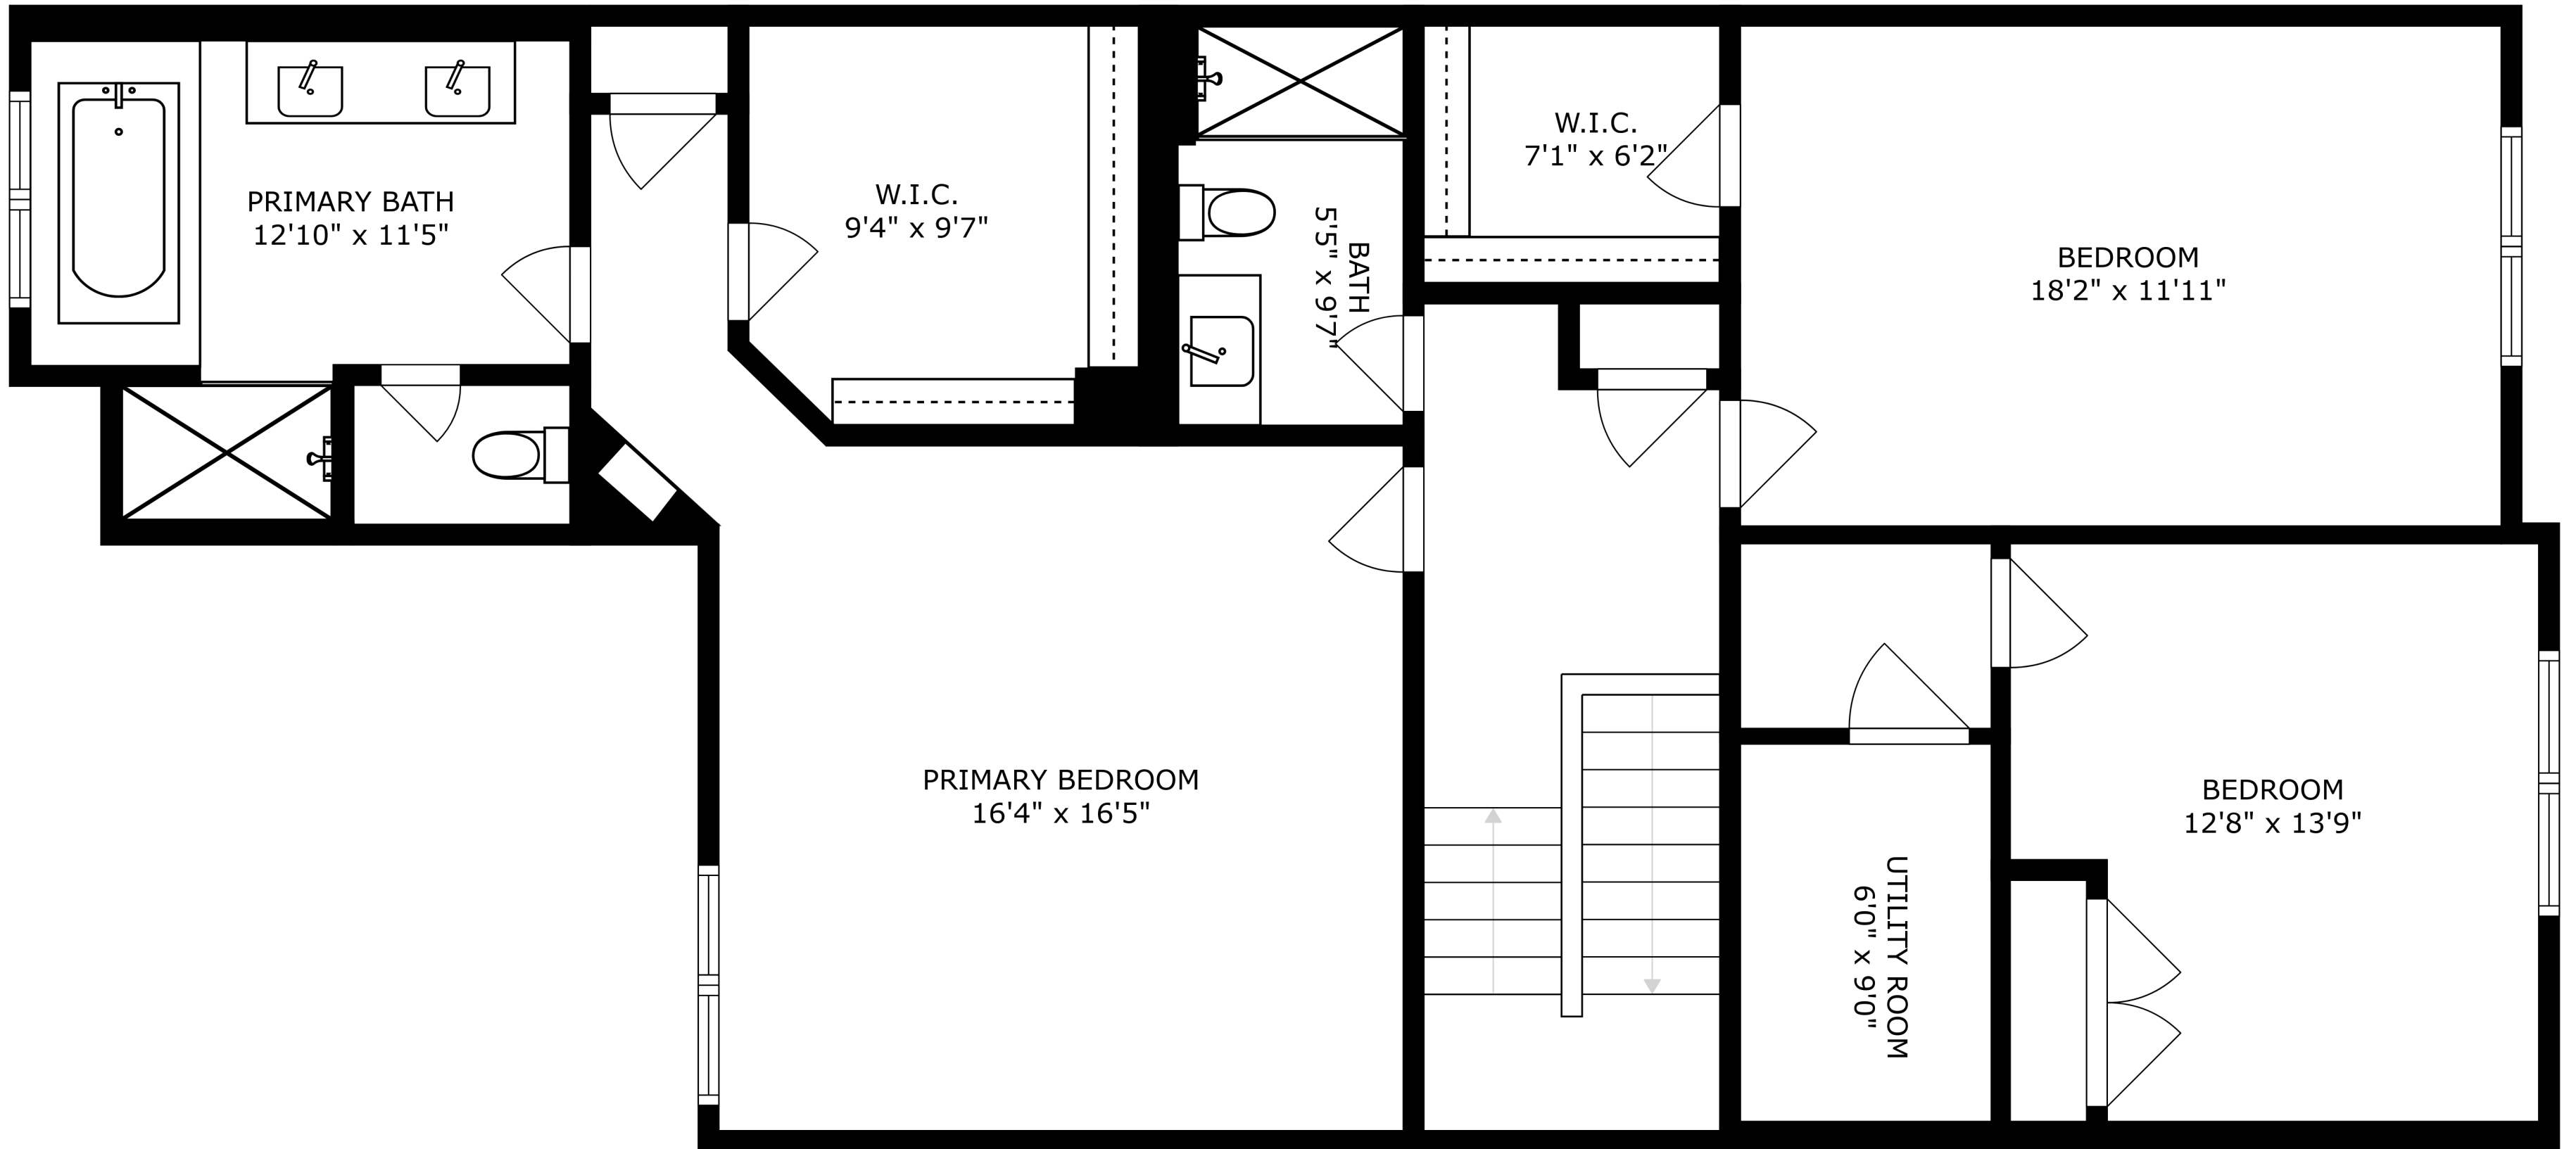 PRIMARY BATH
12'10" x 11'5"
W.I.C.
9'4" x 9'7"
BATH
5'5" x 9'7"
W.I.C.
7'1" x 6'2"
BEDROOM
18'2" x 11'11"
PRIMARY BEDROOM
16'4" x 16'5"
UTILITY ROOM
6'0" x 9'0"
BEDROOM
12'8" x 13'9"